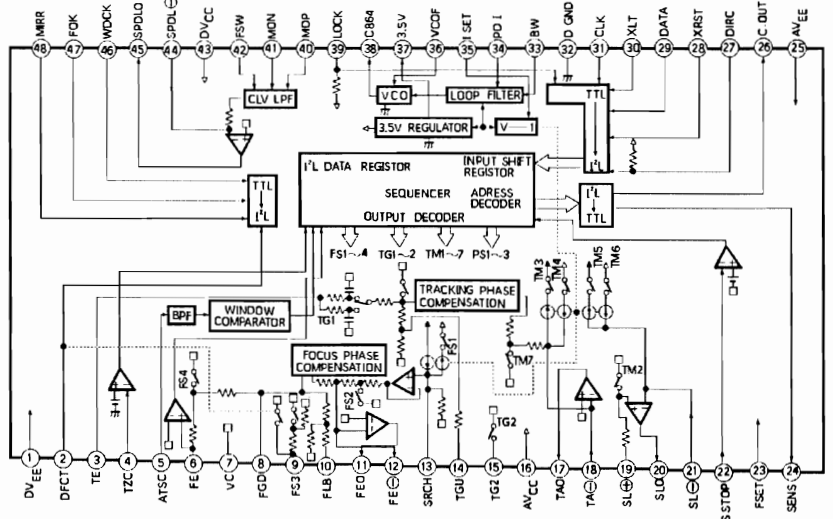 MIRR
FOK
WDCK
SPDLO
SPDL⊖
DVCC
FSW
MON
MDP
LOCK
C864
3.5V
VCOF
I SET
PD I
BW
D GND
CLK
XLT
DATA
XRST
DIRC
C.OUT
AVEE
48 47 46 45 44 43 42 41 40 39 38 37 36 35 34 33 32 31 30 29 28 27 26 25
CLV LPF
VCO
LOOP FILTER
3.5V REGULATOR
V—I
TTL
I²L
I²L DATA REGISTOR
INPUT SHIFT
REGISTOR
SEQUENCER
ADRESS
DECODER
OUTPUT DECODER
TTL
I²L
I²L
TTL
FS1~4
TG1~2
TM1~7
PS1~3
TM3
TM4
TM5
TM6
BPF
WINDOW
COMPARATOR
TG1
TRACKING PHASE
COMPENSATION
FOCUS PHASE
COMPENSATION
FS1
TM7
FS4
FS2
TM2
TG2
1 2 3 4 5 6 7 8 9 10 11 12 13 14 15 16 17 18 19 20 21 22 23 24
DVEE
DFCT
TE
TZC
ATSC
FE
VC
FGD
FS3
FLB
FEO
FE⊖
SRCH
TGU
TG2
AVCC
TAO
TA⊖
SL⊕
SLO
SL⊖
SSTOP
FSET
SENS